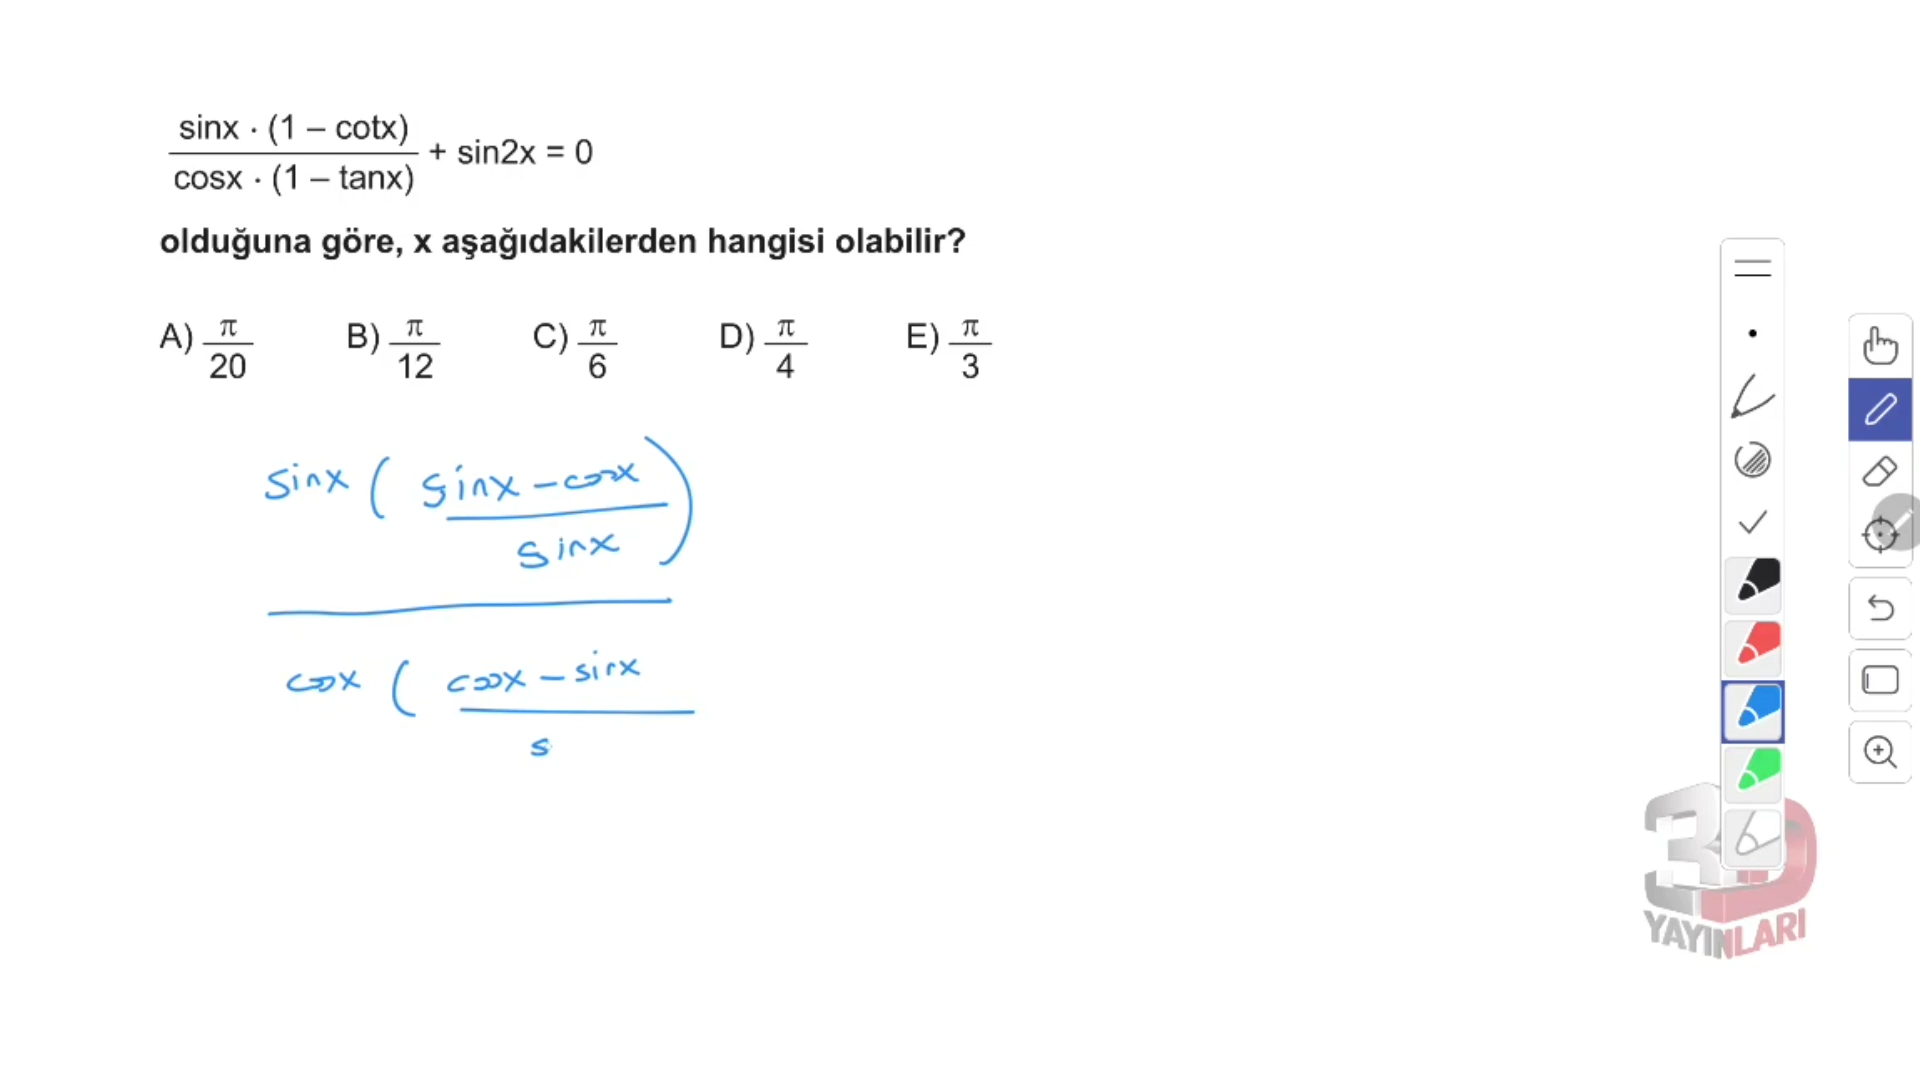 sinx · (1 – cotx)
cosx · (1 – tanx)
+ sin2x = 0
olduğuna göre, x aşağıdakilerden hangisi olabilir?
A) π/20 B) π/12 C) π/6 D) π/4 E) π/3
sinx ( sinx – cosx
sinx )
cosx ( cosx – sinx
s
3D
YAYINLARI